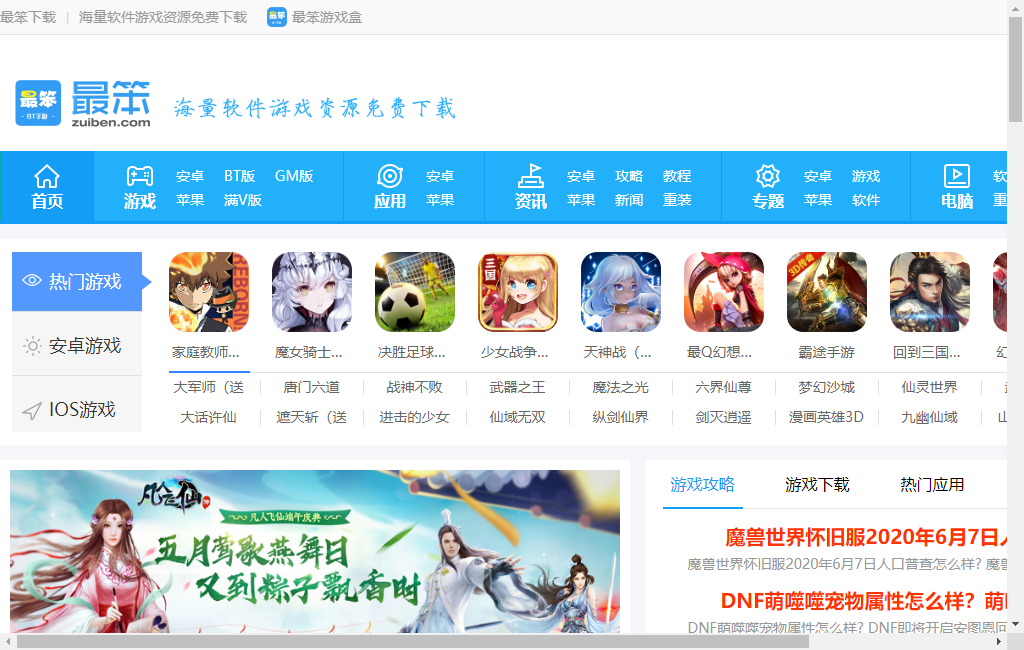 最笨下载 | 海量软件游戏资源免费下载 最笨 最笨游戏盒
最笨
- BT手游 -
最笨
zuiben.com
海量软件游戏资源免费下载
首页
游戏 安卓 BT版 GM版
苹果 满V版
应用 安卓
苹果
资讯 安卓 攻略 教程
苹果 新闻 重装
专题 安卓 游戏
苹果 软件
电脑 软
重
热门游戏
安卓游戏
IOS游戏
REBORN
三国
3D传奇
家庭教师... 魔女骑士... 决胜足球... 少女战争... 天神战（... 最Q幻想... 霸途手游 回到三国... 幻
大军师（送 唐门六道 战神不败 武器之王 魔法之光 六界仙尊 梦幻沙城 仙灵世界
大话许仙 遮天斩（送 进击的少女 仙域无双 纵剑仙界 剑灭逍遥 漫画英雄3D 九幽仙域 山
凡人飞仙
凡人飞仙端午庆典
五月莺歌燕舞日
又到粽子飘香时
游戏攻略 游戏下载 热门应用
魔兽世界怀旧服2020年6月7日人
魔兽世界怀旧服2020年6月7日人口普查怎么样? 魔兽
DNF萌噬噬宠物属性怎么样？萌
DNF萌噬噬宠物属性怎么样? DNF即将开启安图恩回